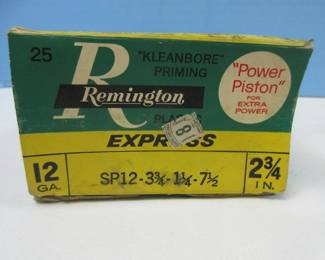 25
"KLEANBORE"
PRIMING
R
Remington
"Power
Piston"
FOR
EXTRA
POWER
EXPRESS
12
GA.
SP12-3¾-1¼-7½
2¾
IN.